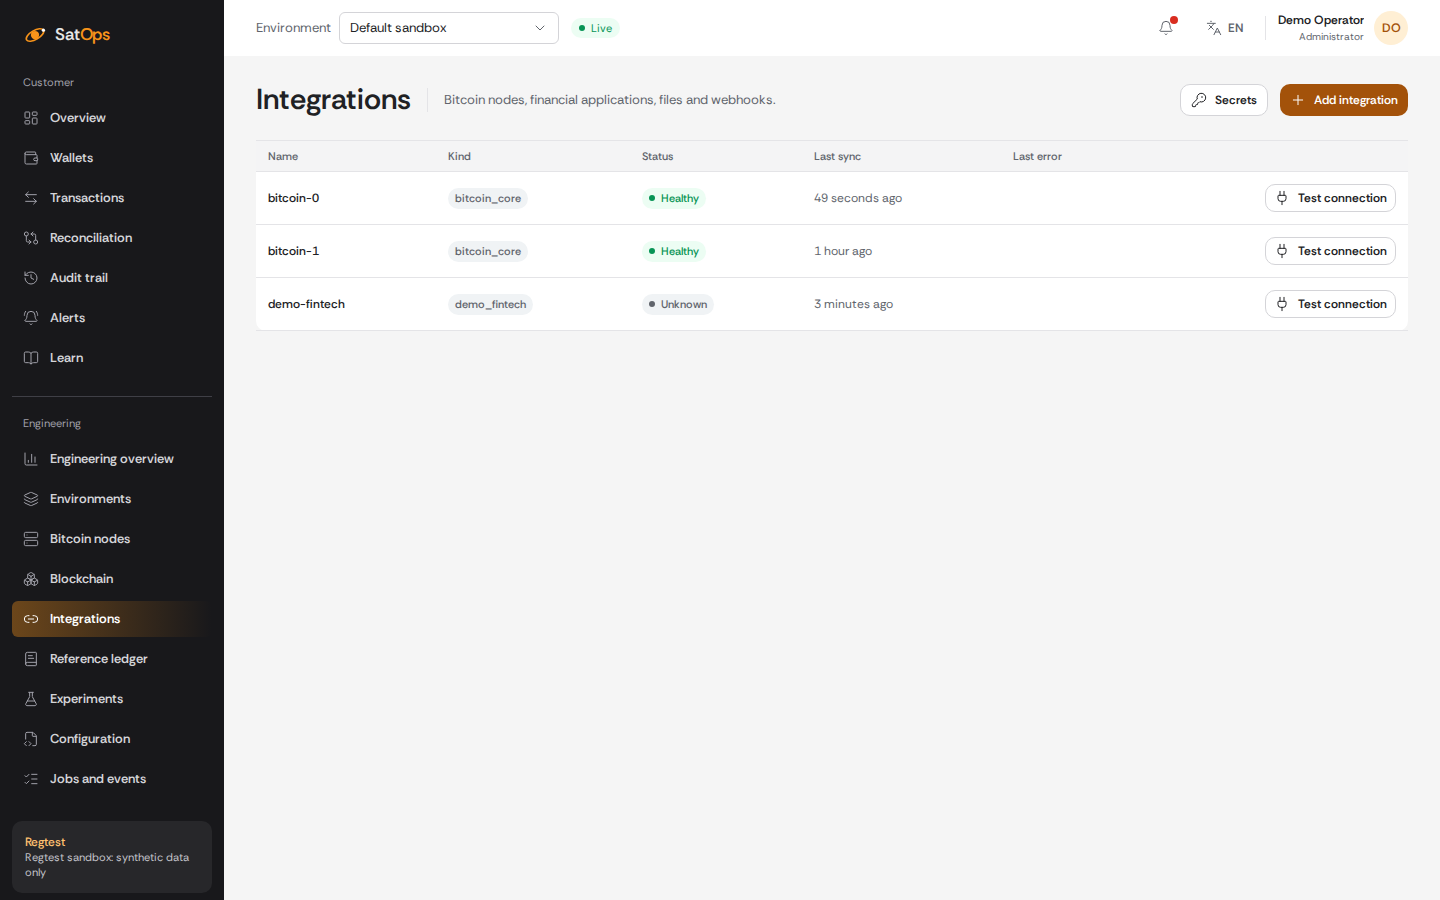 SatOps
Customer
Overview
Wallets
Transactions
Reconciliation
Audit trail
Alerts
Learn
Engineering
Engineering overview
Environments
Bitcoin nodes
Blockchain
Integrations
Reference ledger
Experiments
Configuration
Jobs and events
Regtest
Regtest sandbox: synthetic data
only
Environment Default sandbox Live
EN
Demo Operator
Administrator
DO
Integrations Bitcoin nodes, financial applications, files and webhooks.
Secrets Add integration
Name Kind Status Last sync Last error
bitcoin-0 bitcoin_core Healthy 49 seconds ago Test connection
bitcoin-1 bitcoin_core Healthy 1 hour ago Test connection
demo-fintech demo_fintech Unknown 3 minutes ago Test connection